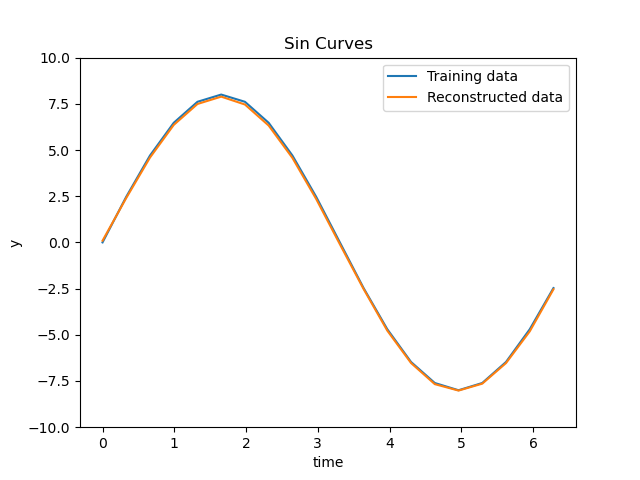 Sin Curves
Training data
Reconstructed data
10.0
7.5
5.0
2.5
0.0
−2.5
−5.0
−7.5
−10.0
y
0 1 2 3 4 5 6
time